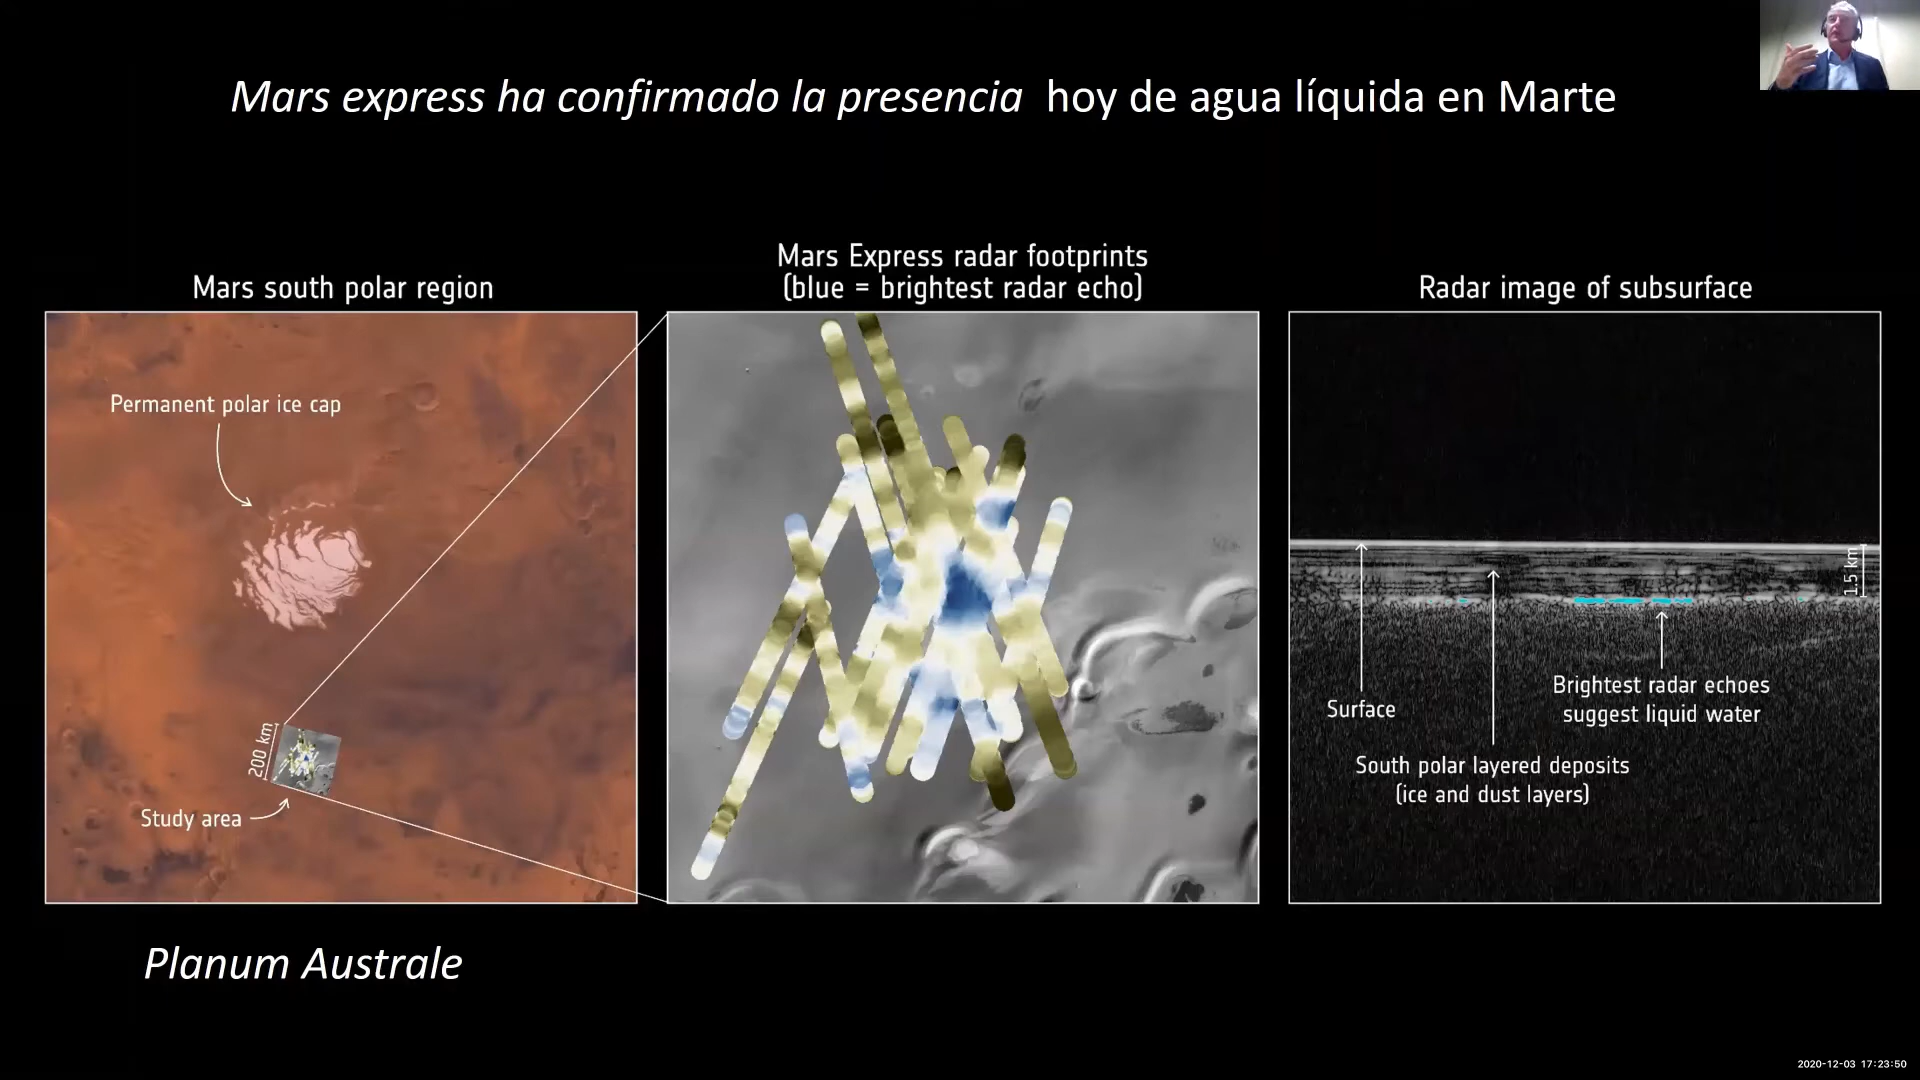 Mars express ha confirmado la presencia hoy de agua líquida en Marte
Mars south polar region
Permanent polar ice cap
200 km
Study area
Mars Express radar footprints
(blue = brightest radar echo)
Radar image of subsurface
1.5 km
Surface
Brightest radar echoes
suggest liquid water
South polar layered deposits
(ice and dust layers)
Planum Australe
2020-12-03 17:23:50